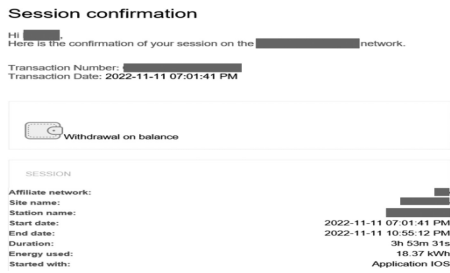 Session confirmation
Hi
Here is the confirmation of your session on the network.
Transaction Number:
Transaction Date: 2022-11-11 07:01:41 PM
Withdrawal on balance
SESSION
Affiliate network:
Site name:
Station name:
Start date: 2022-11-11 07:01:41 PM
End date: 2022-11-11 10:55:12 PM
Duration: 3h 53m 31s
Energy used: 18.37 kWh
Started with: Application IOS